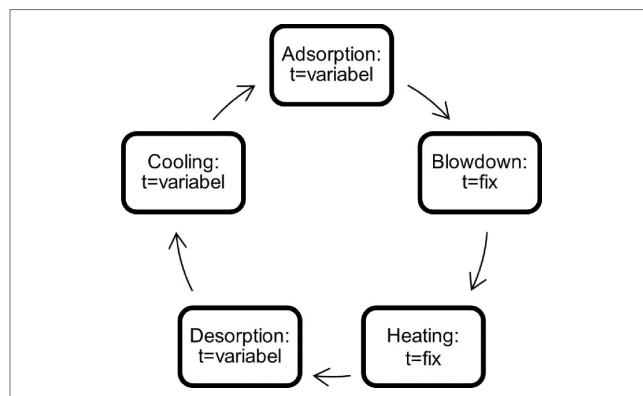 Adsorption:
t=variabel
Blowdown:
t=fix
Heating:
t=fix
Desorption:
t=variabel
Cooling:
t=variabel